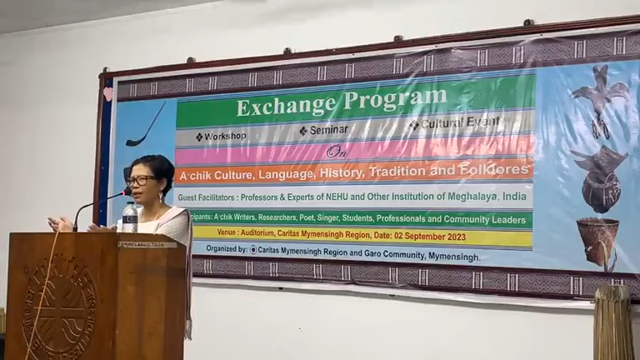 Exchange Program
❖Workshop ❖Seminar ❖Cultural Event
On
A·chik Culture, Language, History, Tradition and Folklores
Guest Facilitators : Professors & Experts of NEHU and Other Institution of Meghalaya, India
ticipants: A·chik Writers, Researchers, Poet, Singer, Students, Professionals and Community Leaders
Venue : Auditorium, Caritas Mymensingh Region, Date: 02 September 2023
Organized by: Caritas Mymensingh Region and Garo Community, Mymensingh.